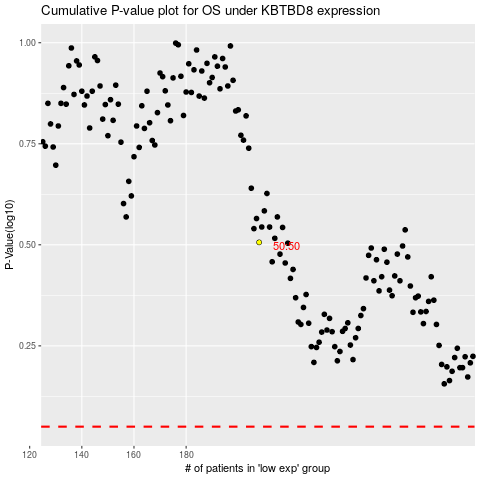 Cumulative P-value plot for OS under KBTBD8 expression
P-Value(log10)
1.00
0.75
0.50
0.25
50.50
120 140 160 180
# of patients in 'low exp' group